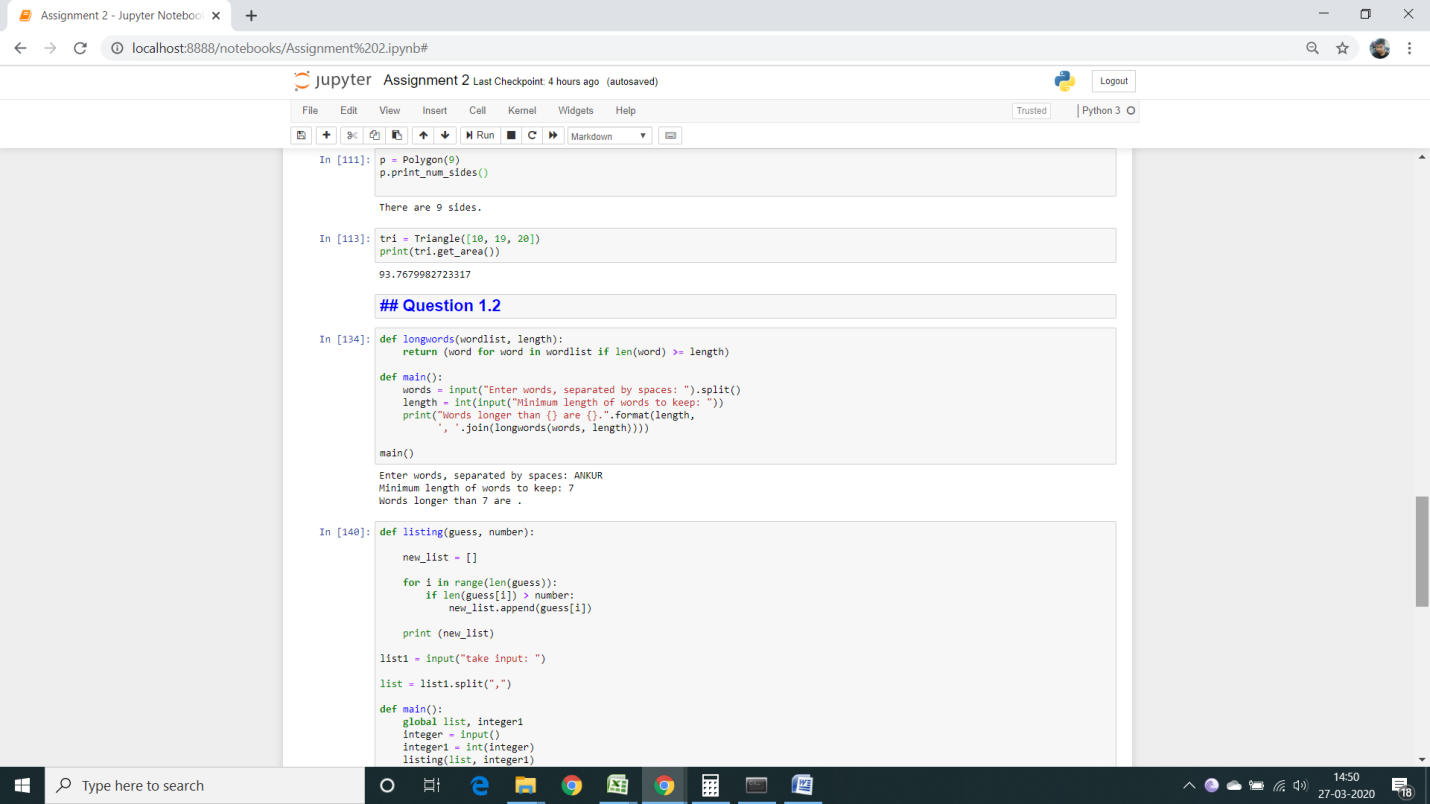 Assignment 2 - Jupyter Noteboo
localhost:8888/notebooks/Assignment%202.ipynb#
jupyter Assignment 2 Last Checkpoint: 4 hours ago (autosaved)
Logout
File Edit View Insert Cell Kernel Widgets Help
Trusted Python 3
Run Markdown
In [111]: p = Polygon(9)
p.print_num_sides()
There are 9 sides.
In [113]: tri = Triangle([10, 19, 20])
print(tri.get_area())
93.7679982723317
## Question 1.2
In [134]: def longwords(wordlist, length):
    return (word for word in wordlist if len(word) >= length)
def main():
    words = input("Enter words, separated by spaces: ").split()
    length = int(input("Minimum length of words to keep: "))
    print("Words longer than {} are {}.".format(length,
          ', '.join(longwords(words, length))))
main()
Enter words, separated by spaces: ANKUR
Minimum length of words to keep: 7
Words longer than 7 are .
In [140]: def listing(guess, number):
    new_list = []
    for i in range(len(guess)):
        if len(guess[i]) > number:
            new_list.append(guess[i])
    print (new_list)
list1 = input("take input: ")
list = list1.split(",")
def main():
    global list, integer1
    integer = input()
    integer1 = int(integer)
    listing(list, integer1)
Type here to search
14:50
27-03-2020
18